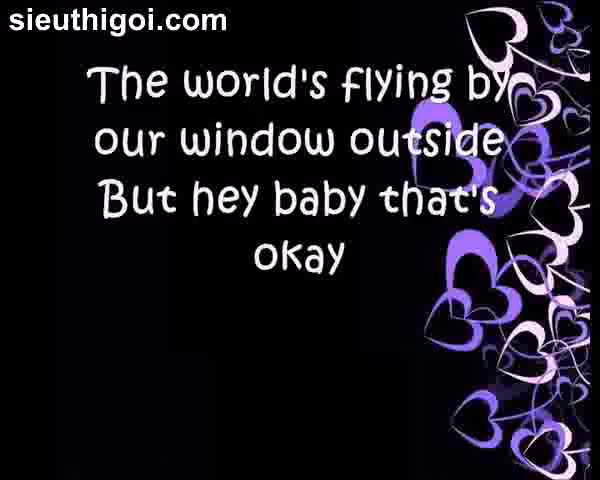 sieuthigoi.com
The world's flying by
our window outside
But hey baby that's
okay